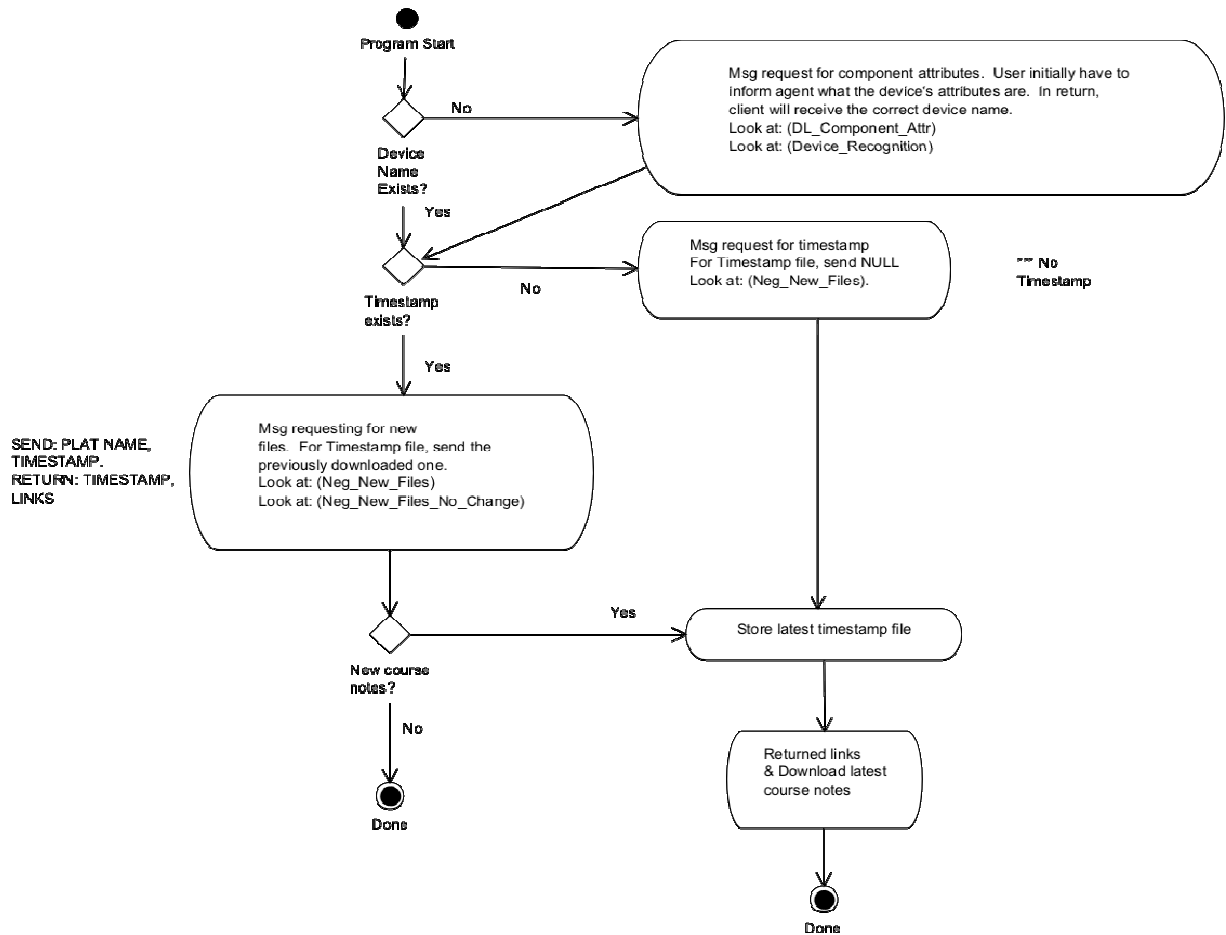 Program Start
No
Msg request for component attributes. User initially have to
inform agent what the device's attributes are. In return,
client will receive the correct device name.
Look at: (DL_Component_Attr)
Look at: (Device_Recognition)
Device
Name
Exists?
Yes
Msg request for timestamp
For Timestamp file, send NULL
Look at: (Neg_New_Files).
*** No
Timestamp
No
Timestamp
exists?
Yes
SEND: PLAT NAME,
TIMESTAMP.
RETURN: TIMESTAMP,
LINKS
Msg requesting for new
files. For Timestamp file, send the
previously downloaded one.
Look at: (Neg_New_Files)
Look at: (Neg_New_Files_No_Change)
Yes
Store latest timestamp file
New course
notes?
No
Returned links
& Download latest
course notes
Done
Done